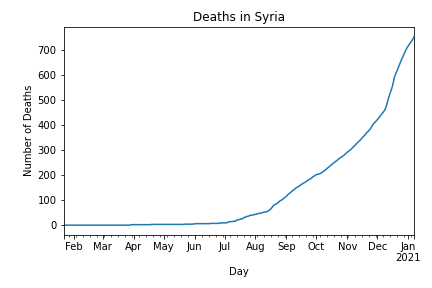 Deaths in Syria
Number of Deaths
700
600
500
400
300
200
100
0
Feb Mar Apr May Jun Jul Aug Sep Oct Nov Dec Jan
2021
Day